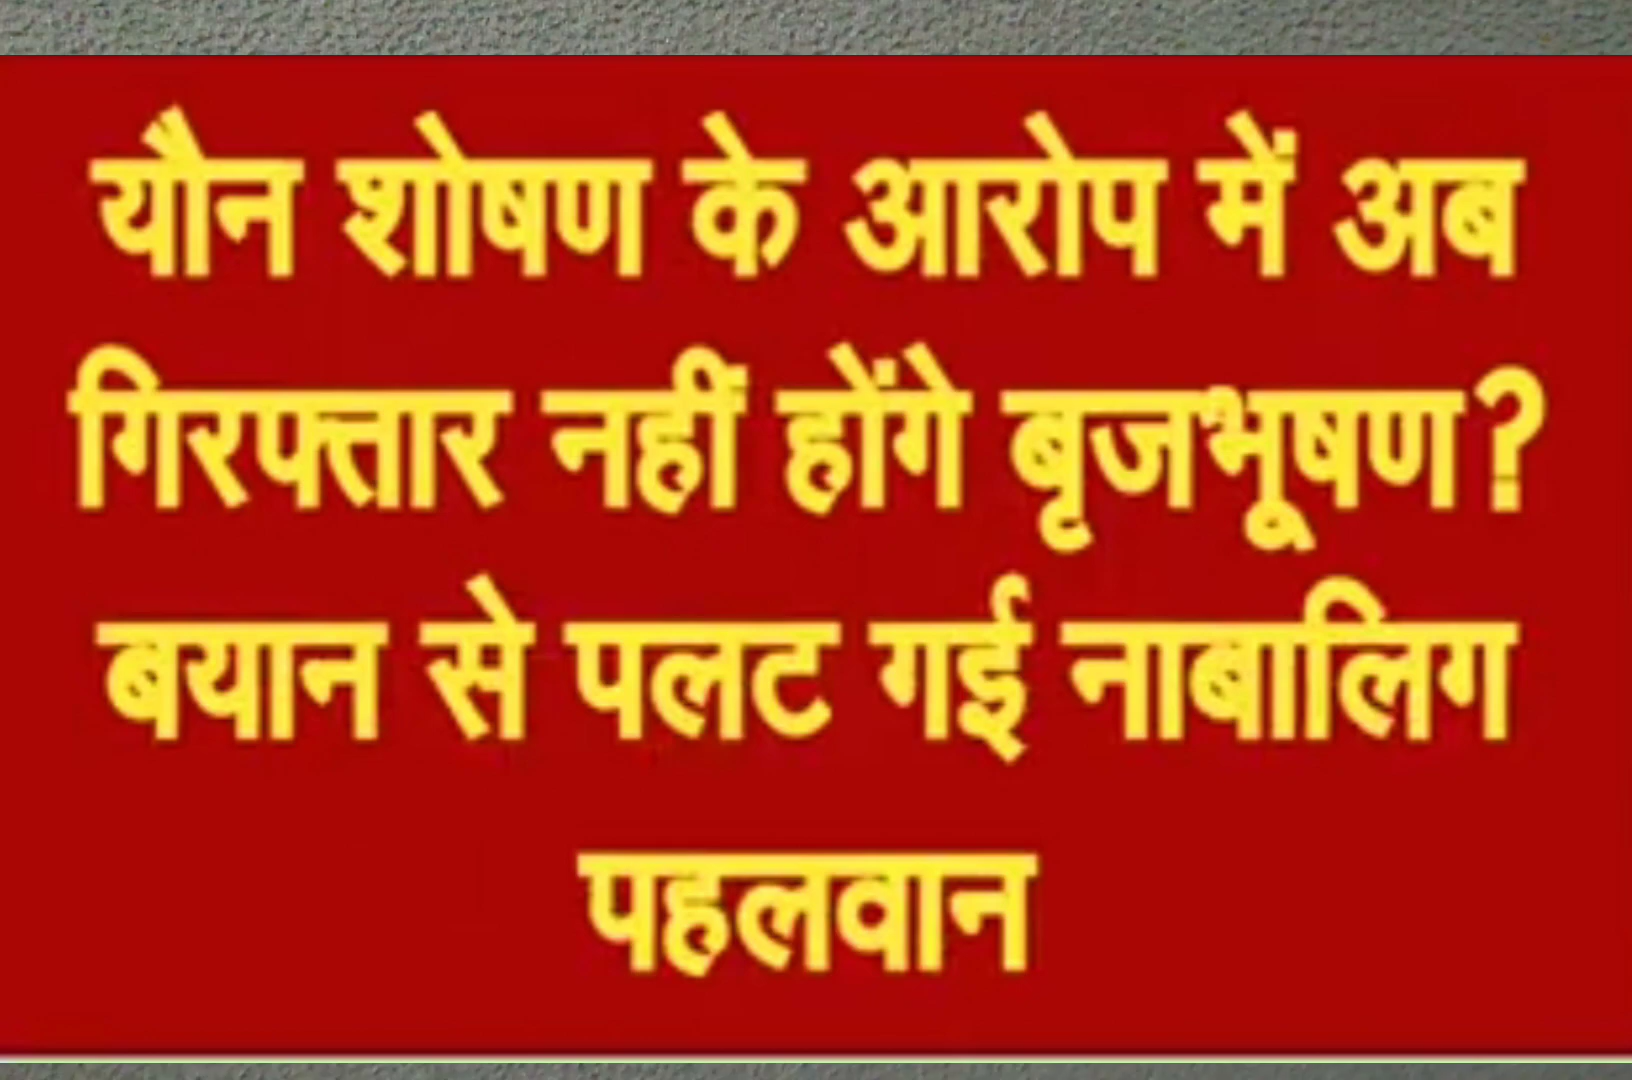 यौन शोषण के आरोप में अब
गिरफ्तार नहीं होंगे बृजभूषण?
बयान से पलट गई नाबालिग
पहलवान